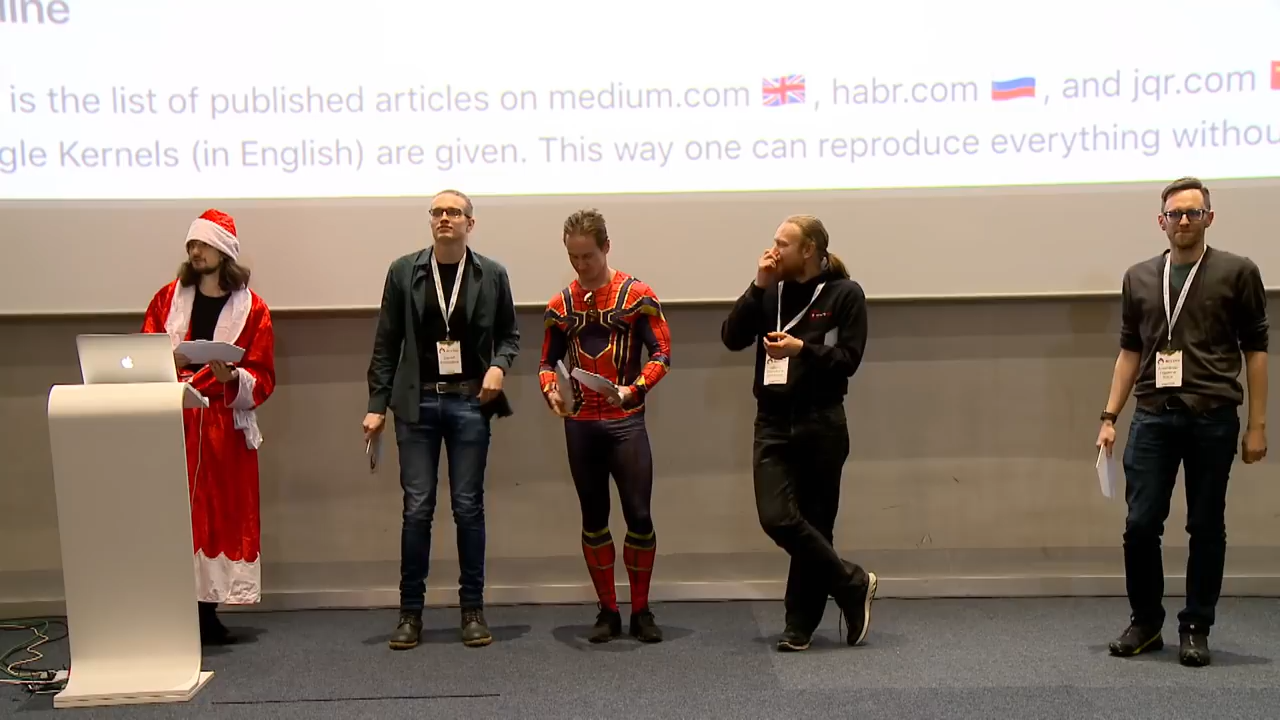 line
is the list of published articles on medium.com 🇬🇧, habr.com 🇷🇺, and jqr.com
gle Kernels (in English) are given. This way one can reproduce everything withou